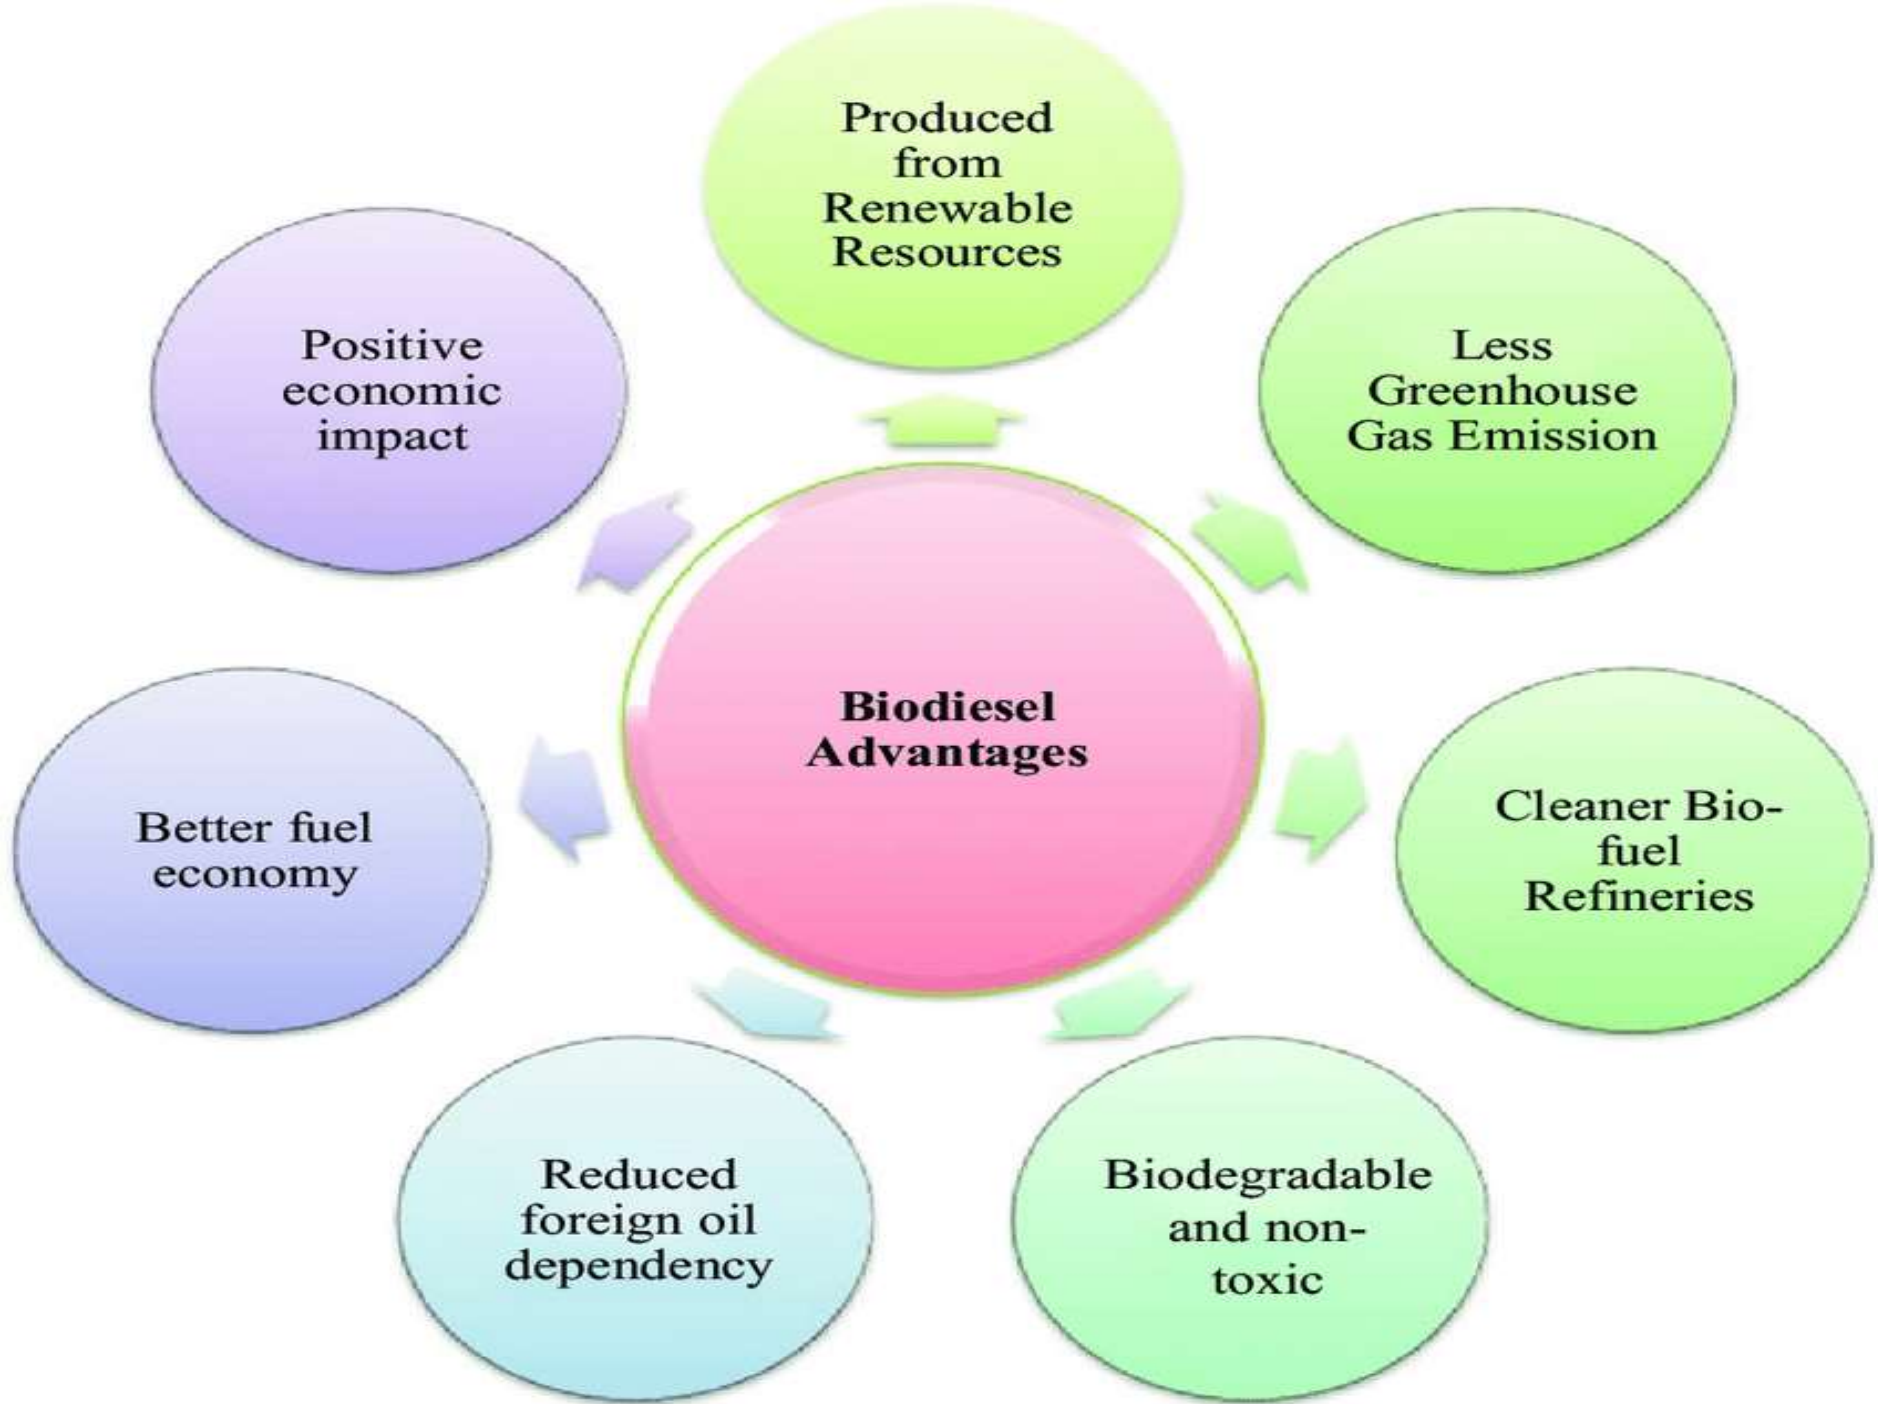 Produced
from
Renewable
Resources
Less
Greenhouse
Gas Emission
Cleaner Bio-
fuel
Refineries
Biodegradable
and non-
toxic
Reduced
foreign oil
dependency
Better fuel
economy
Positive
economic
impact
Biodiesel
Advantages